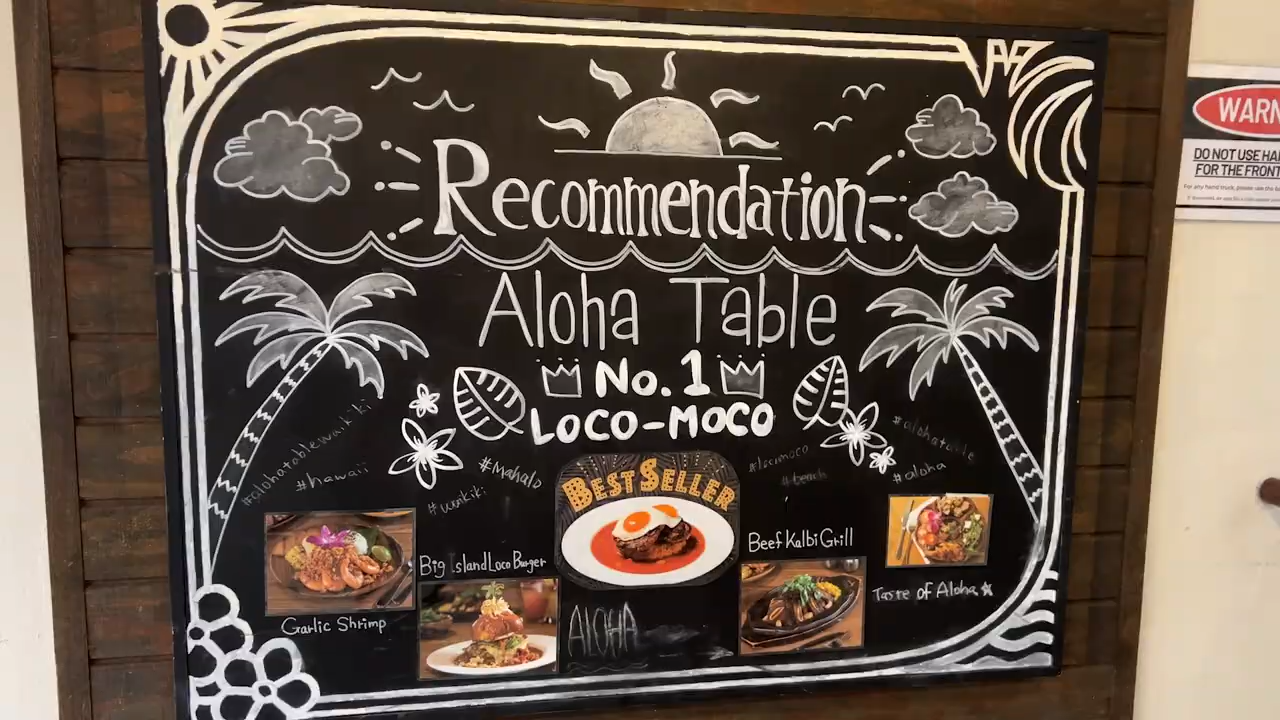 Recommendation
Aloha Table
No. 1
LOCO-MOCO
#alohatablewaikiki
#hawaii
#Mahalo
#waikiki
#locomoco
#beach
#alohatable
#aloha
BEST SELLER
Garlic Shrimp
Big Island Loco Burger
ALOHA
Beef Kalbi Grill
Taste of Aloha
WARN
DO NOT USE HA
FOR THE FRONT